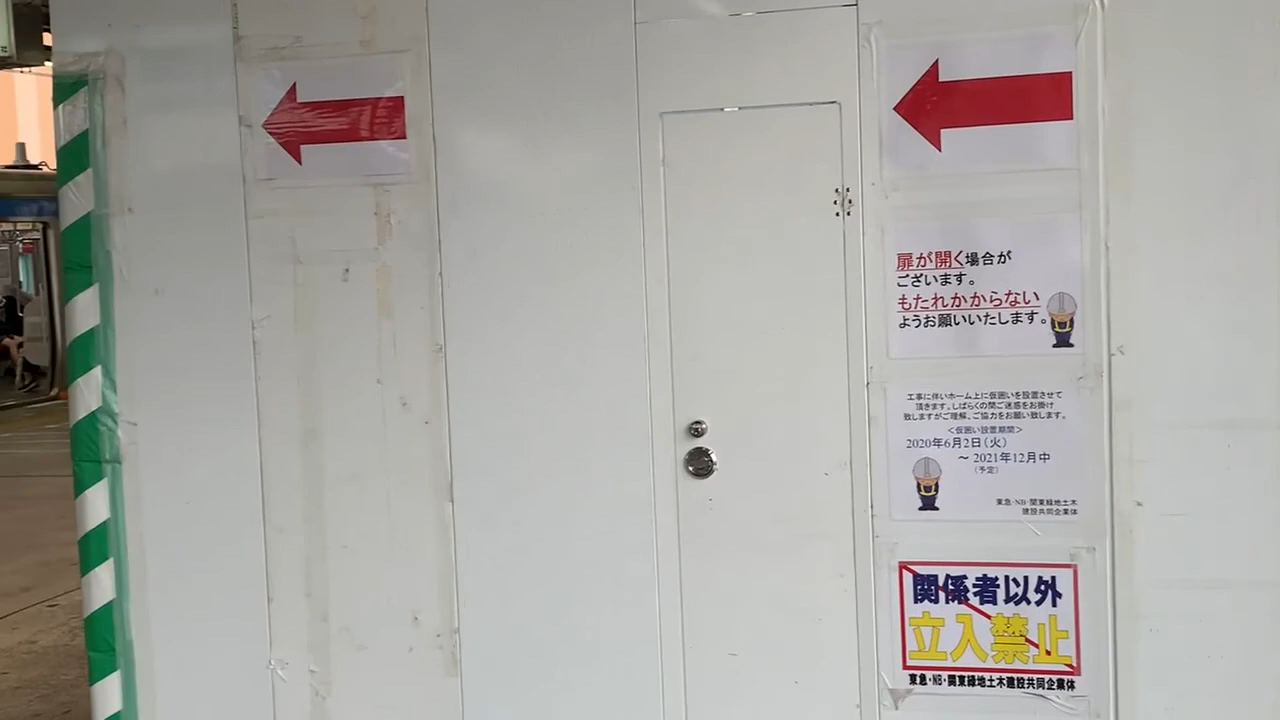 扉が開く場合が
ございます。
もたれかからない
ようお願いいたします。
工事に伴いホーム上に仮囲いを設置させて
頂きます。しばらくの間ご迷惑をお掛け
致しますがご理解、ご協力をお願い致します。
＜仮囲い設置期間＞
2020年6月2日（火）
～2021年12月中
（予定）
東急・NB・関東緑地土木
建設共同企業体
関係者以外
立入禁止
東急・NB・関東緑地土木建設共同企業体